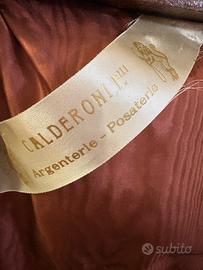 CALDERONI F.lli
Argenterie - Posaterie
subito